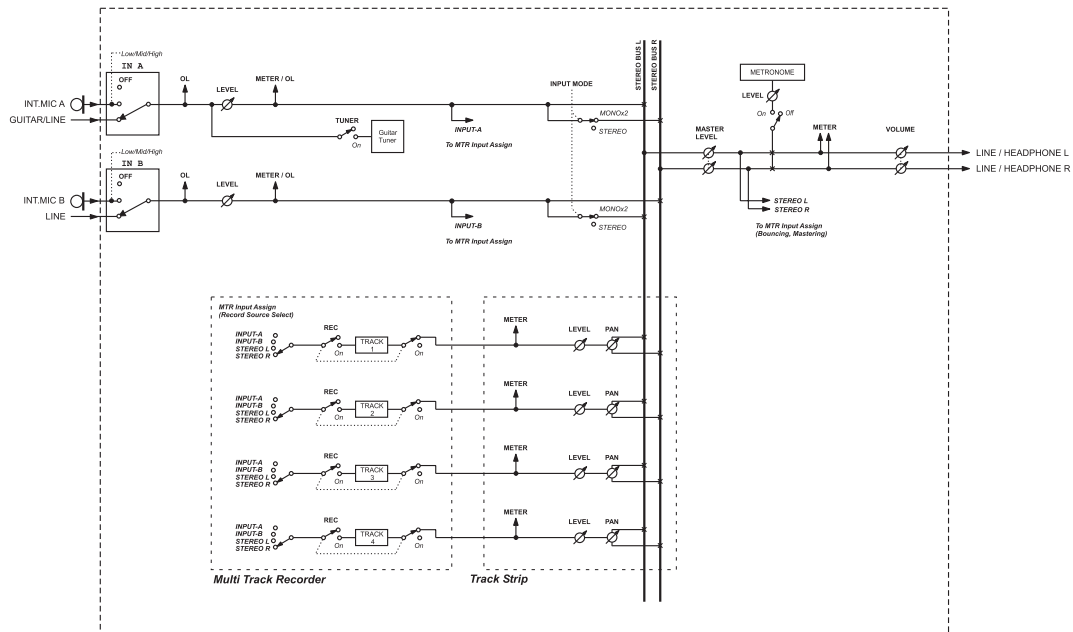 Low/Mid/High
IN A
OFF
INT.MIC A
GUITAR/LINE
OL
LEVEL
METER / OL
TUNER
On
Guitar
Tuner
INPUT-A
To MTR Input Assign
INPUT MODE
MONOx2
STEREO
STEREO BUS L
STEREO BUS R
Low/Mid/High
IN B
OFF
INT.MIC B
LINE
OL
LEVEL
METER / OL
INPUT-B
To MTR Input Assign
MONOx2
STEREO
METRONOME
LEVEL
On
Off
MASTER
LEVEL
METER
VOLUME
LINE / HEADPHONE L
LINE / HEADPHONE R
STEREO L
STEREO R
To MTR Input Assign
(Bouncing, Mastering)
MTR Input Assign
(Record Source Select)
INPUT-A
INPUT-B
STEREO L
STEREO R
REC
On
TRACK
1
On
METER
LEVEL
PAN
INPUT-A
INPUT-B
STEREO L
STEREO R
REC
On
TRACK
2
On
METER
LEVEL
PAN
INPUT-A
INPUT-B
STEREO L
STEREO R
REC
On
TRACK
3
On
METER
LEVEL
PAN
INPUT-A
INPUT-B
STEREO L
STEREO R
REC
On
TRACK
4
On
METER
LEVEL
PAN
Multi Track Recorder
Track Strip